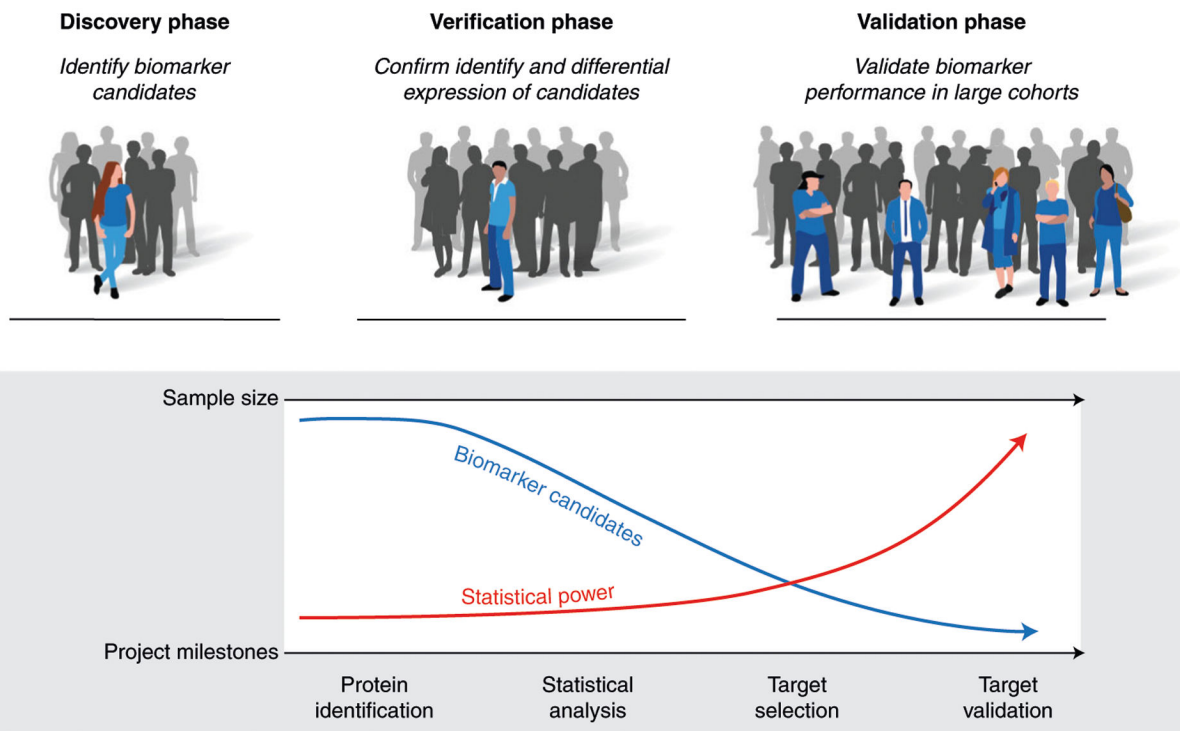 Discovery phase
Identify biomarker
candidates
Verification phase
Confirm identify and differential
expression of candidates
Validation phase
Validate biomarker
performance in large cohorts
Sample size
Biomarker candidates
Statistical power
Project milestones
Protein
identification
Statistical
analysis
Target
selection
Target
validation